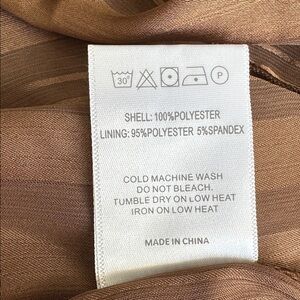 30° P
SHELL: 100%POLYESTER
LINING: 95%POLYESTER 5%SPANDEX
COLD MACHINE WASH
DO NOT BLEACH.
TUMBLE DRY ON LOW HEAT
IRON ON LOW HEAT
MADE IN CHINA